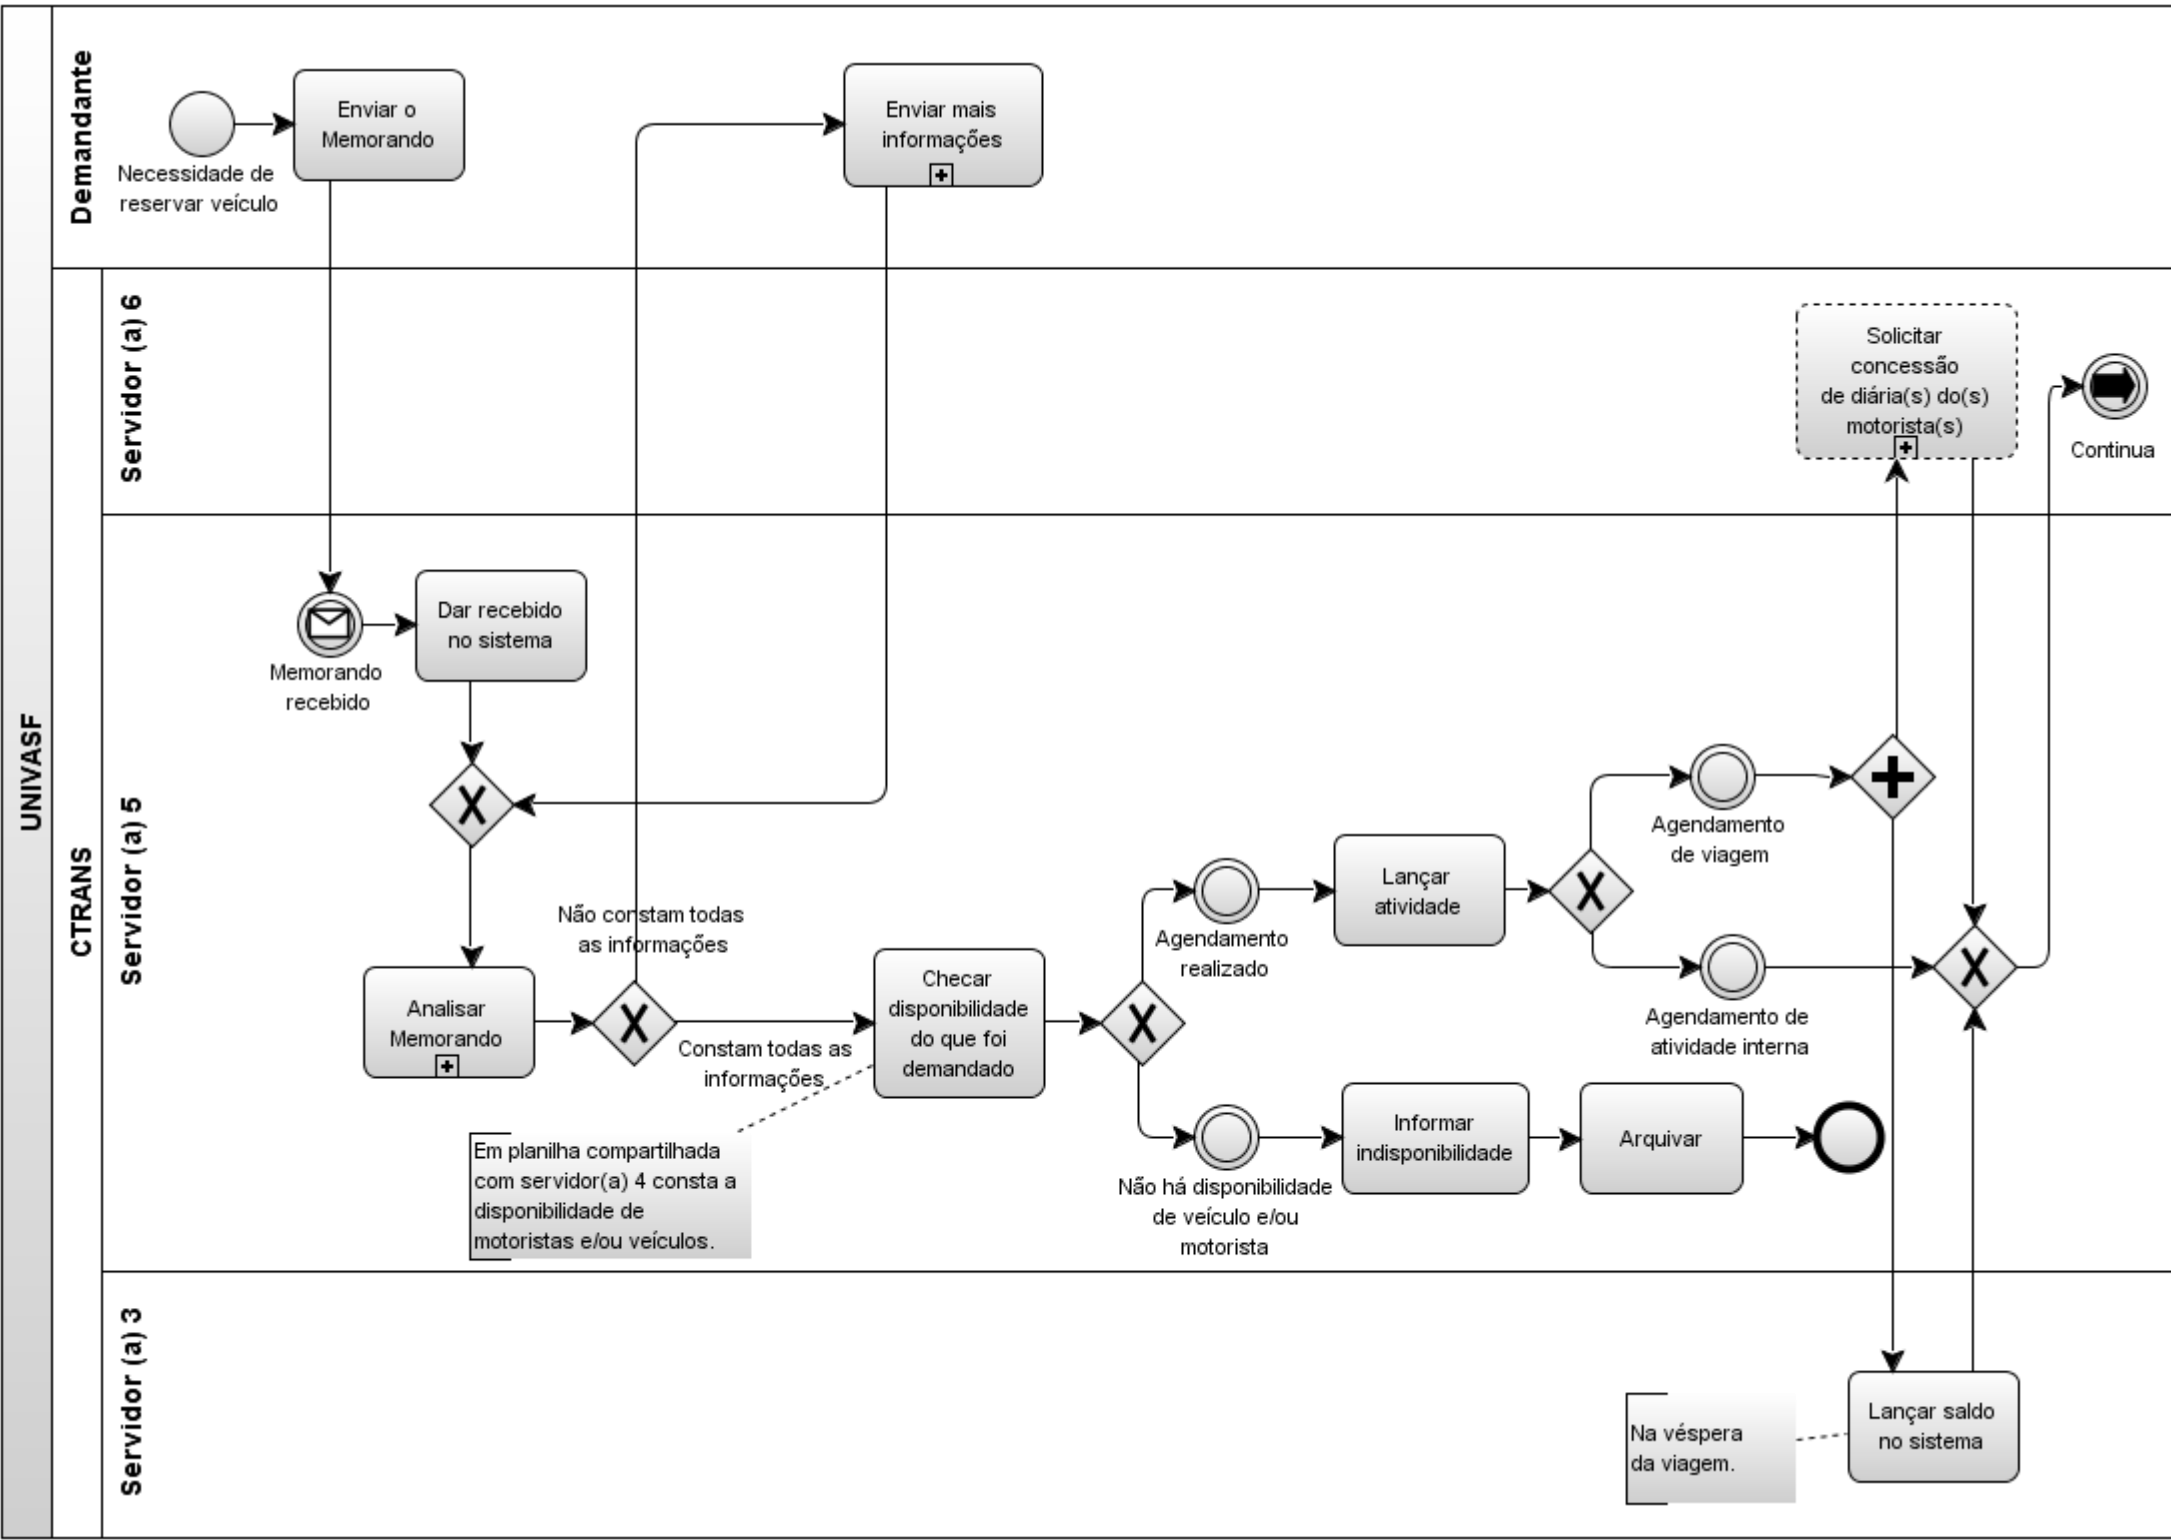 UNIVASF
Demandante
Necessidade de
reservar veículo
Enviar o
Memorando
Enviar mais
informações
CTRANS
Servidor (a) 6
Solicitar
concessão
de diária(s) do(s)
motorista(s)
Continua
Servidor (a) 5
Memorando
recebido
Dar recebido
no sistema
Analisar
Memorando
Não constam todas
as informações
Constam todas as
informações
Checar
disponibilidade
do que foi
demandado
Em planilha compartilhada
com servidor(a) 4 consta a
disponibilidade de
motoristas e/ou veículos.
Agendamento
realizado
Lançar
atividade
Agendamento
de viagem
Agendamento de
atividade interna
Não há disponibilidade
de veículo e/ou
motorista
Informar
indisponibilidade
Arquivar
Servidor (a) 3
Na véspera
da viagem.
Lançar saldo
no sistema